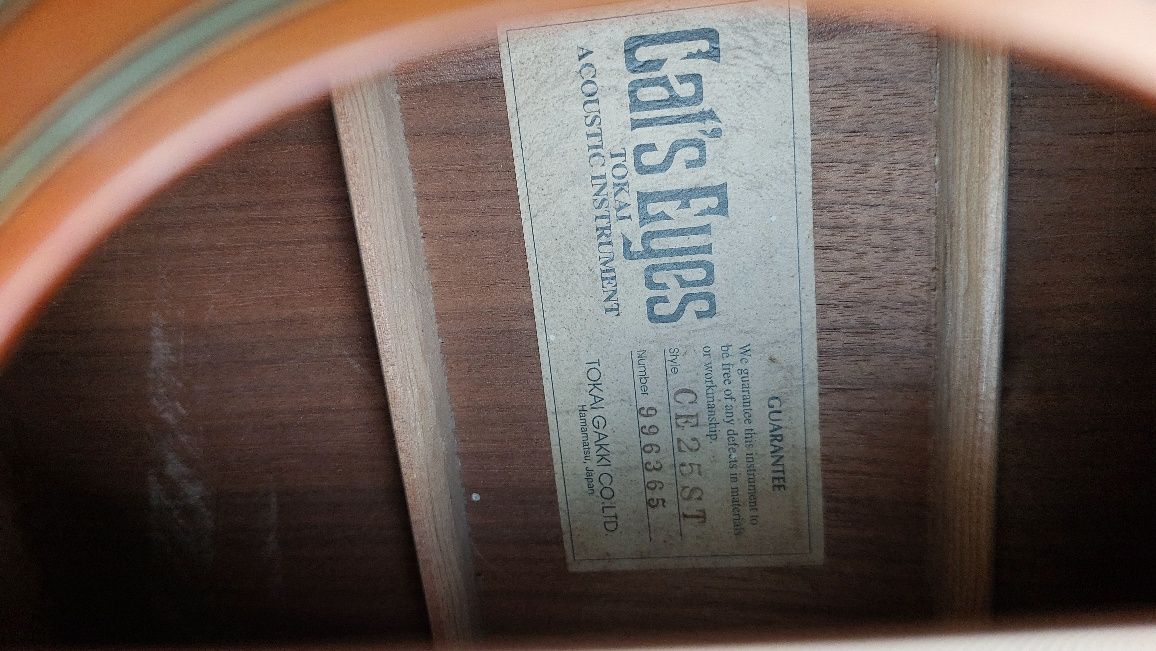 Cat's Eyes
TOKAI
ACOUSTIC INSTRUMENT
GUARANTEE
We guarantee this instrument to
be free of any defects in materials
or workmanship.
Style CE25ST
Number 996365
TOKAI GAKKI CO.LTD.
Hamamatsu, Japan